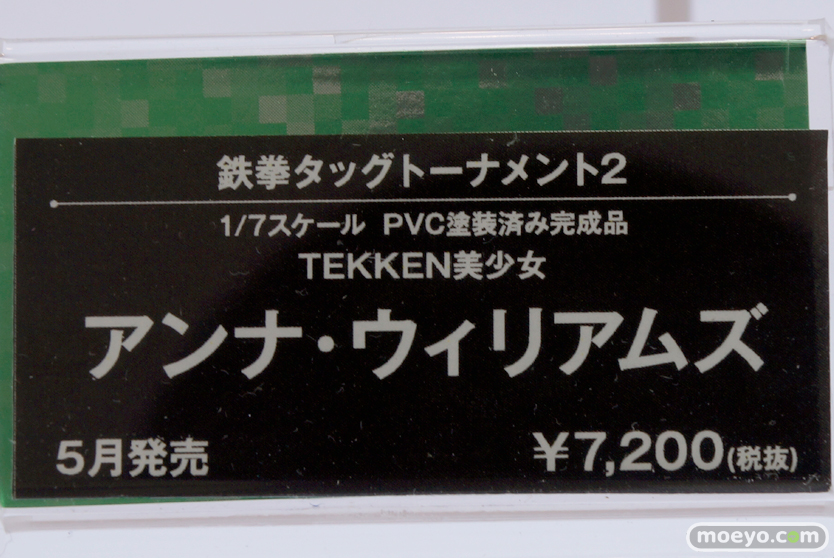 鉄拳タッグトーナメント2
1/7スケール PVC塗装済み完成品
TEKKEN美少女
アンナ・ウィリアムズ
5月発売
￥7,200(税抜)
moeyo.com